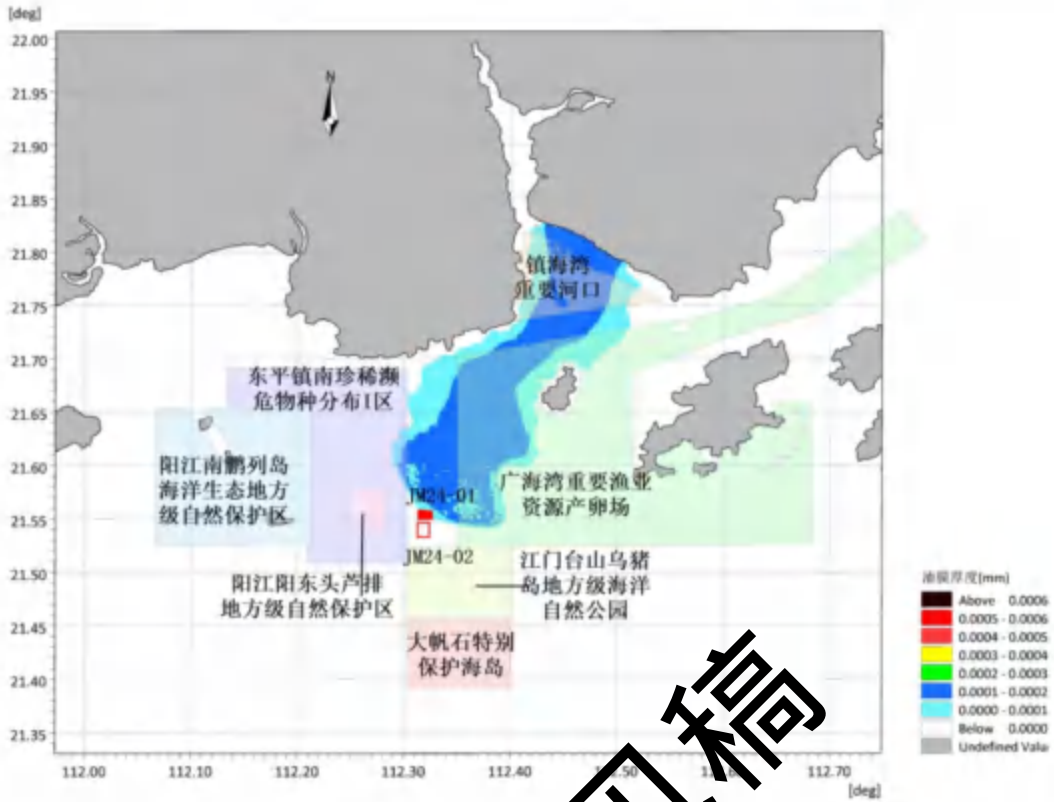 [deg]
22.00
21.95
21.90
21.85
21.80
21.75
21.70
21.65
21.60
21.55
21.50
21.45
21.40
21.35
N
镇海湾
重要河口
东平镇南珍稀濒
危物种分布I区
阳江南鹏列岛
海洋生态地方
级自然保护区
JM24-01
广海湾重要渔业
资源产卵场
JM24-02
阳江阳东头芦排
地方级自然保护区
江门台山乌猪
岛地方级海洋
自然公园
大帆石特别
保护海岛
油膜厚度(mm)
Above 0.0006
0.0005 - 0.0006
0.0004 - 0.0005
0.0003 - 0.0004
0.0002 - 0.0003
0.0001 - 0.0002
0.0000 - 0.0001
Below 0.0000
Undefined Valu
112.00 112.10 112.20 112.30 112.40 112.70
[deg]
稿